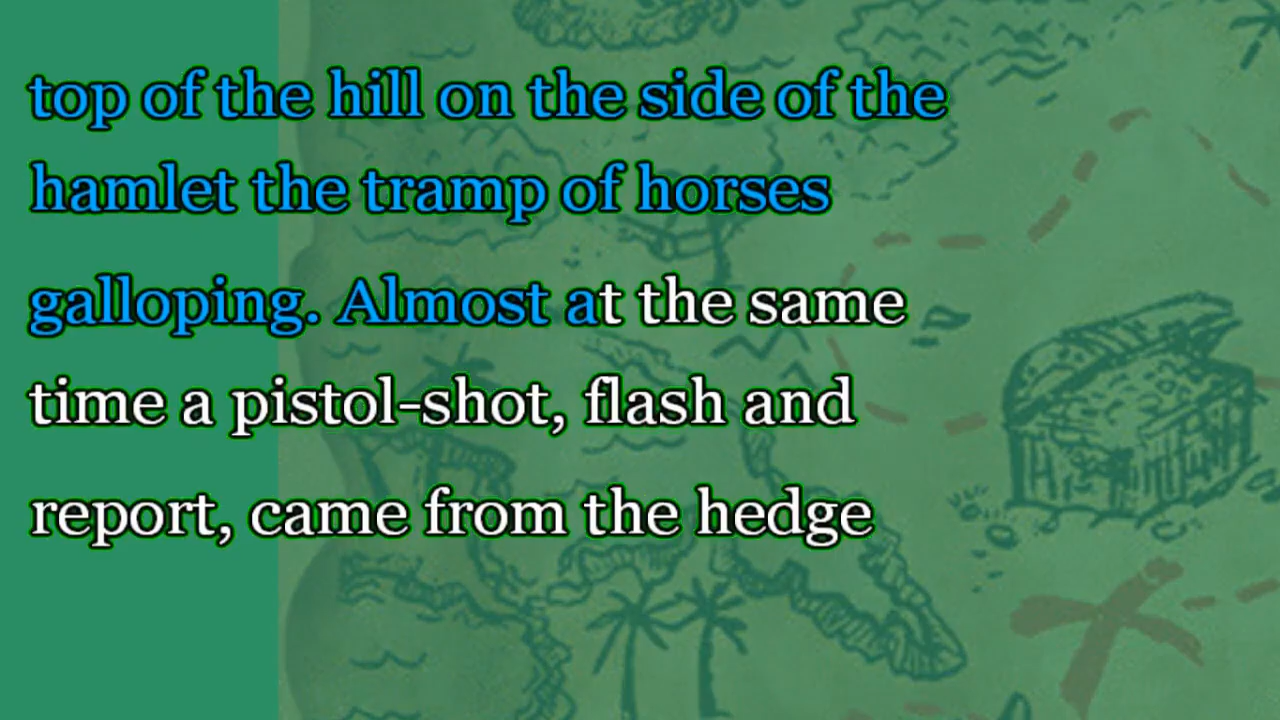 top of the hill on the side of the
hamlet the tramp of horses
galloping. Almost at the same
time a pistol-shot, flash and
report, came from the hedge